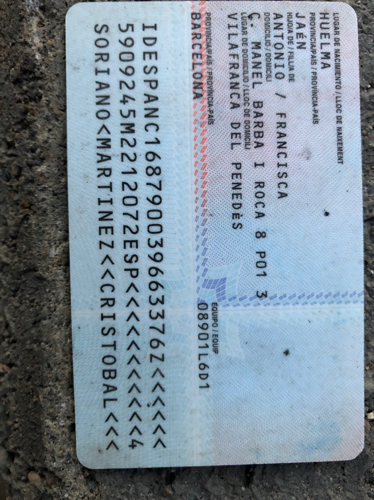 LUGAR DE NACIMIENTO / LLOC DE NAIXEMENT
HUELMA
PROVINCIA/PAÍS / PROVÍNCIA-PAÍS
JAÉN
HIJO/A DE / FILL/A DE
ANTONIO / FRANCISCA
DOMICILIO / DOMICILI
C. MANEL BARBA I ROCA 8 P01 3
LUGAR DE DOMICILIO / LLOC DE DOMICILI
VILAFRANCA DEL PENEDèS
PROVINCIA/PAÍS / PROVÍNCIA-PAÍS
BARCELONA
EQUIPO / EQUIP
08901L6D1
IDESPANC168790039663376Z<<<<<<
5909245M2212072ESP<<<<<<<<<<<4
SORIANO<MARTINEZ<<CRISTOBAL<<<